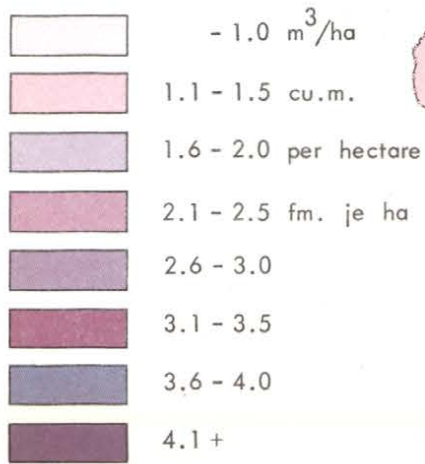 - 1.0 m³/ha
1.1 - 1.5 cu.m.
1.6 - 2.0 per hectare
2.1 - 2.5 fm. je ha
2.6 - 3.0
3.1 - 3.5
3.6 - 4.0
4.1 +